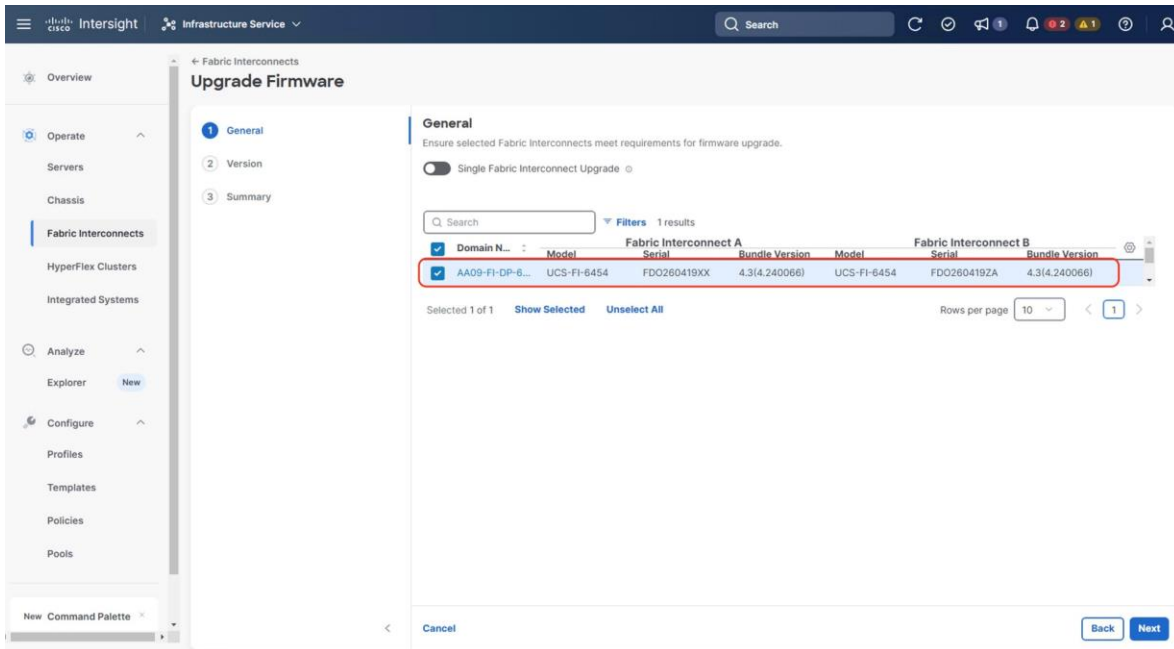 cisco Intersight
Infrastructure Service
Search
1
2
1
Overview
Operate
Servers
Chassis
Fabric Interconnects
HyperFlex Clusters
Integrated Systems
Analyze
Explorer New
Configure
Profiles
Templates
Policies
Pools
New Command Palette ×
← Fabric Interconnects
Upgrade Firmware
1 General
2 Version
3 Summary
General
Ensure selected Fabric Interconnects meet requirements for firmware upgrade.
Single Fabric Interconnect Upgrade
Search Filters 1 results
Fabric Interconnect A Fabric Interconnect B
Domain N... Model Serial Bundle Version Model Serial Bundle Version
AA09-FI-DP-6... UCS-FI-6454 FDO260419XX 4.3(4.240066) UCS-FI-6454 FDO260419ZA 4.3(4.240066)
Selected 1 of 1 Show Selected Unselect All Rows per page 10 1
Cancel Back Next